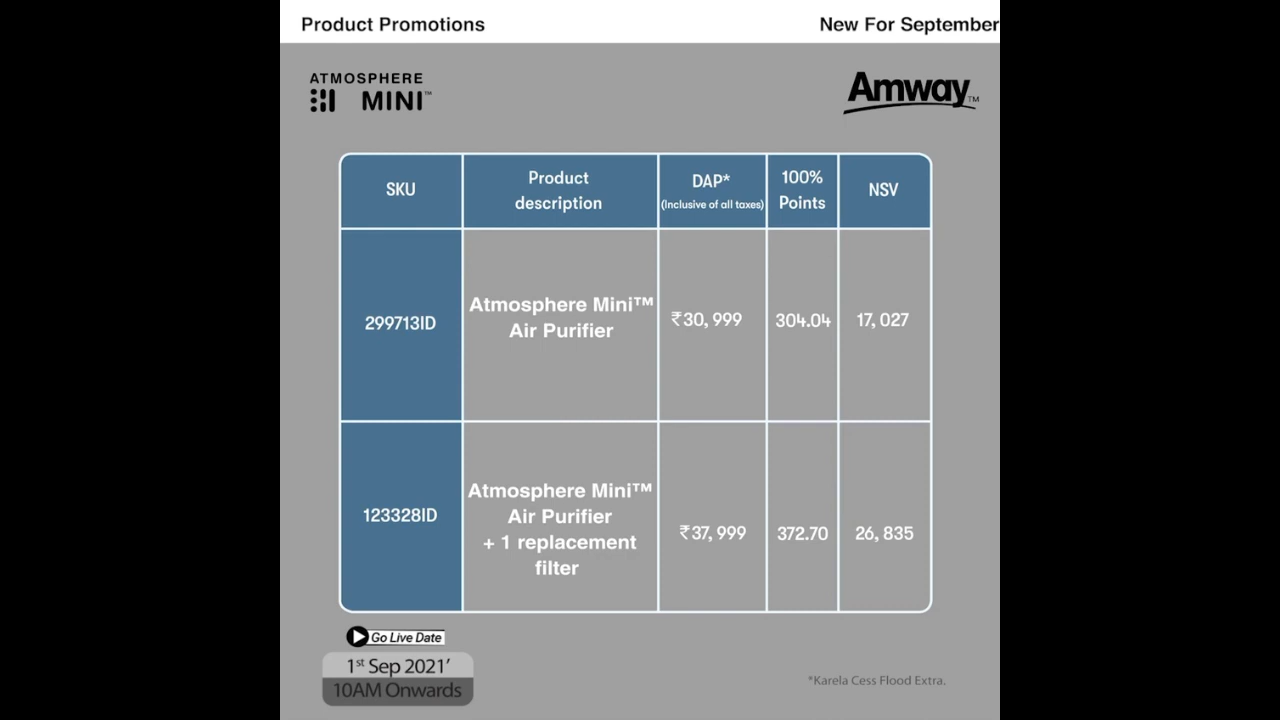 Product Promotions
New For September
ATMOSPHERE
MINI™
Amway™
SKU
Product
description
DAP*
(Inclusive of all taxes)
100%
Points
NSV
299713ID
Atmosphere Mini™
Air Purifier
₹30, 999
304.04
17, 027
123328ID
Atmosphere Mini™
Air Purifier
+ 1 replacement
filter
₹37, 999
372.70
26, 835
Go Live Date
1st Sep 2021’
10AM Onwards
*Karela Cess Flood Extra.